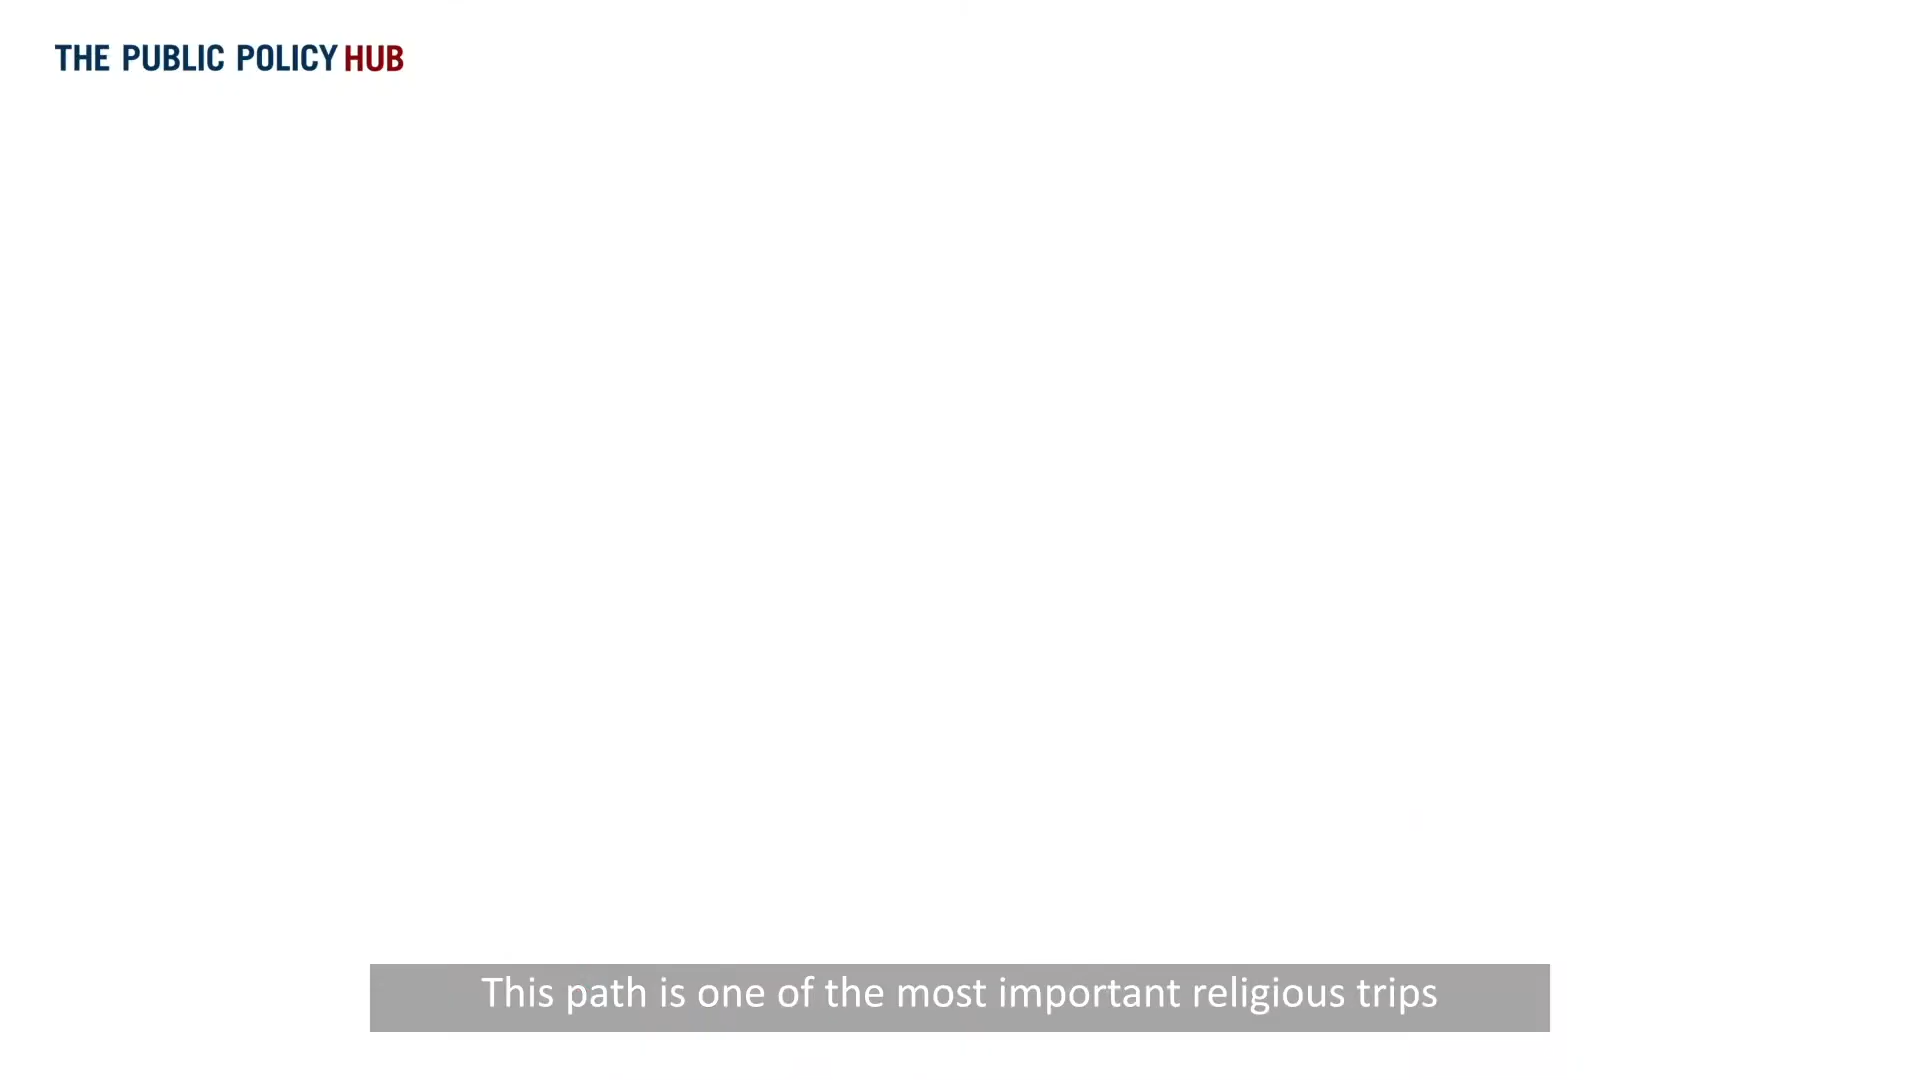 THE PUBLIC POLICY HUB
This path is one of the most important religious trips